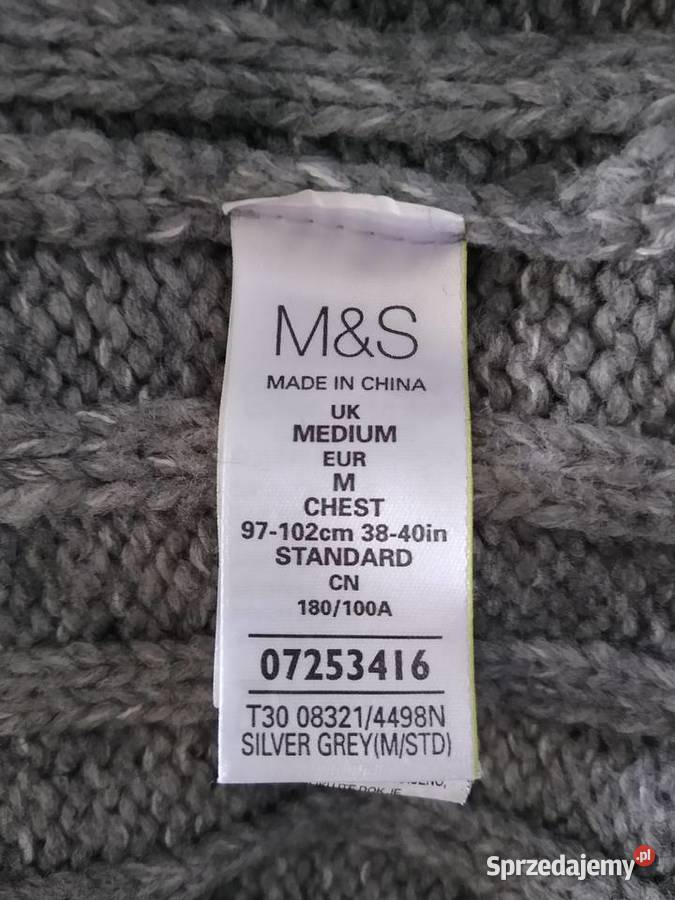 M&S
MADE IN CHINA
UK
MEDIUM
EUR
M
CHEST
97-102cm 38-40in
STANDARD
CN
180/100A
07253416
T30 08321/4498N
SILVER GREY(M/STD)
Sprzedajemy.pl